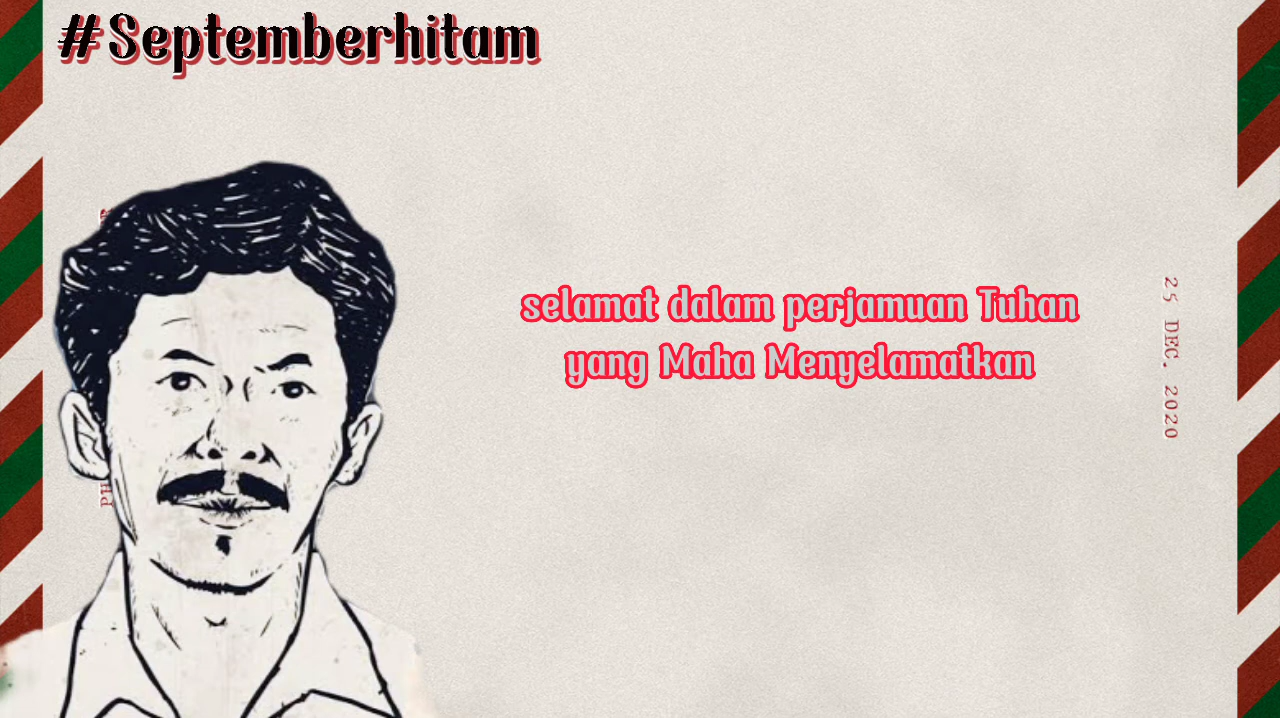 #Septemberhitam
selamat dalam perjamuan Tuhan
yang Maha Menyelamatkan
25 DEC. 2020